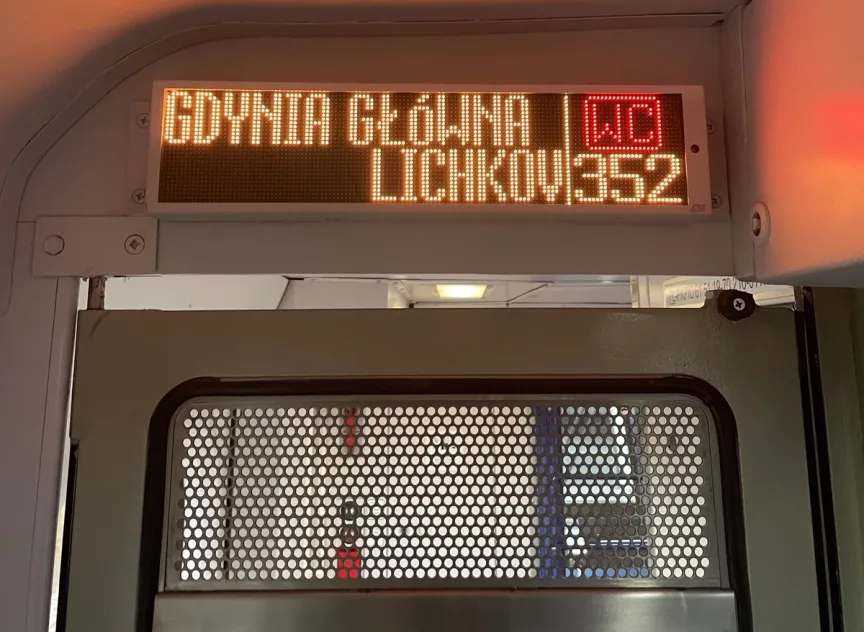 GDYNIA GŁÓWNA
WC
LICHKOV
352